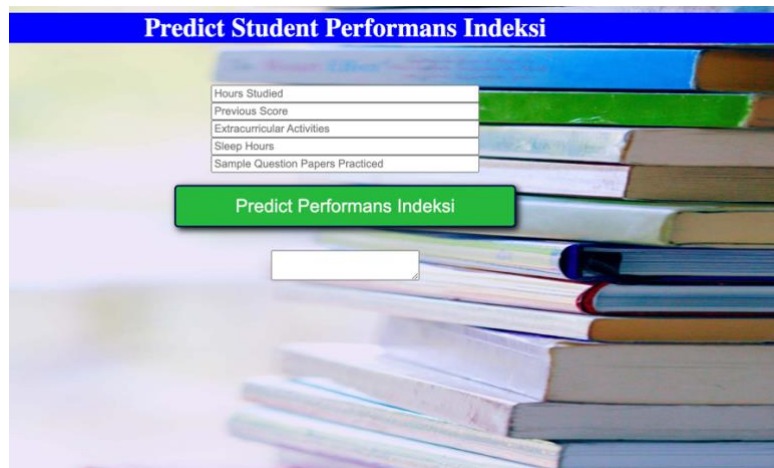 Predict Student Performans Indeksi
Hours Studied
Previous Score
Extracurricular Activities
Sleep Hours
Sample Question Papers Practiced
Predict Performans Indeksi